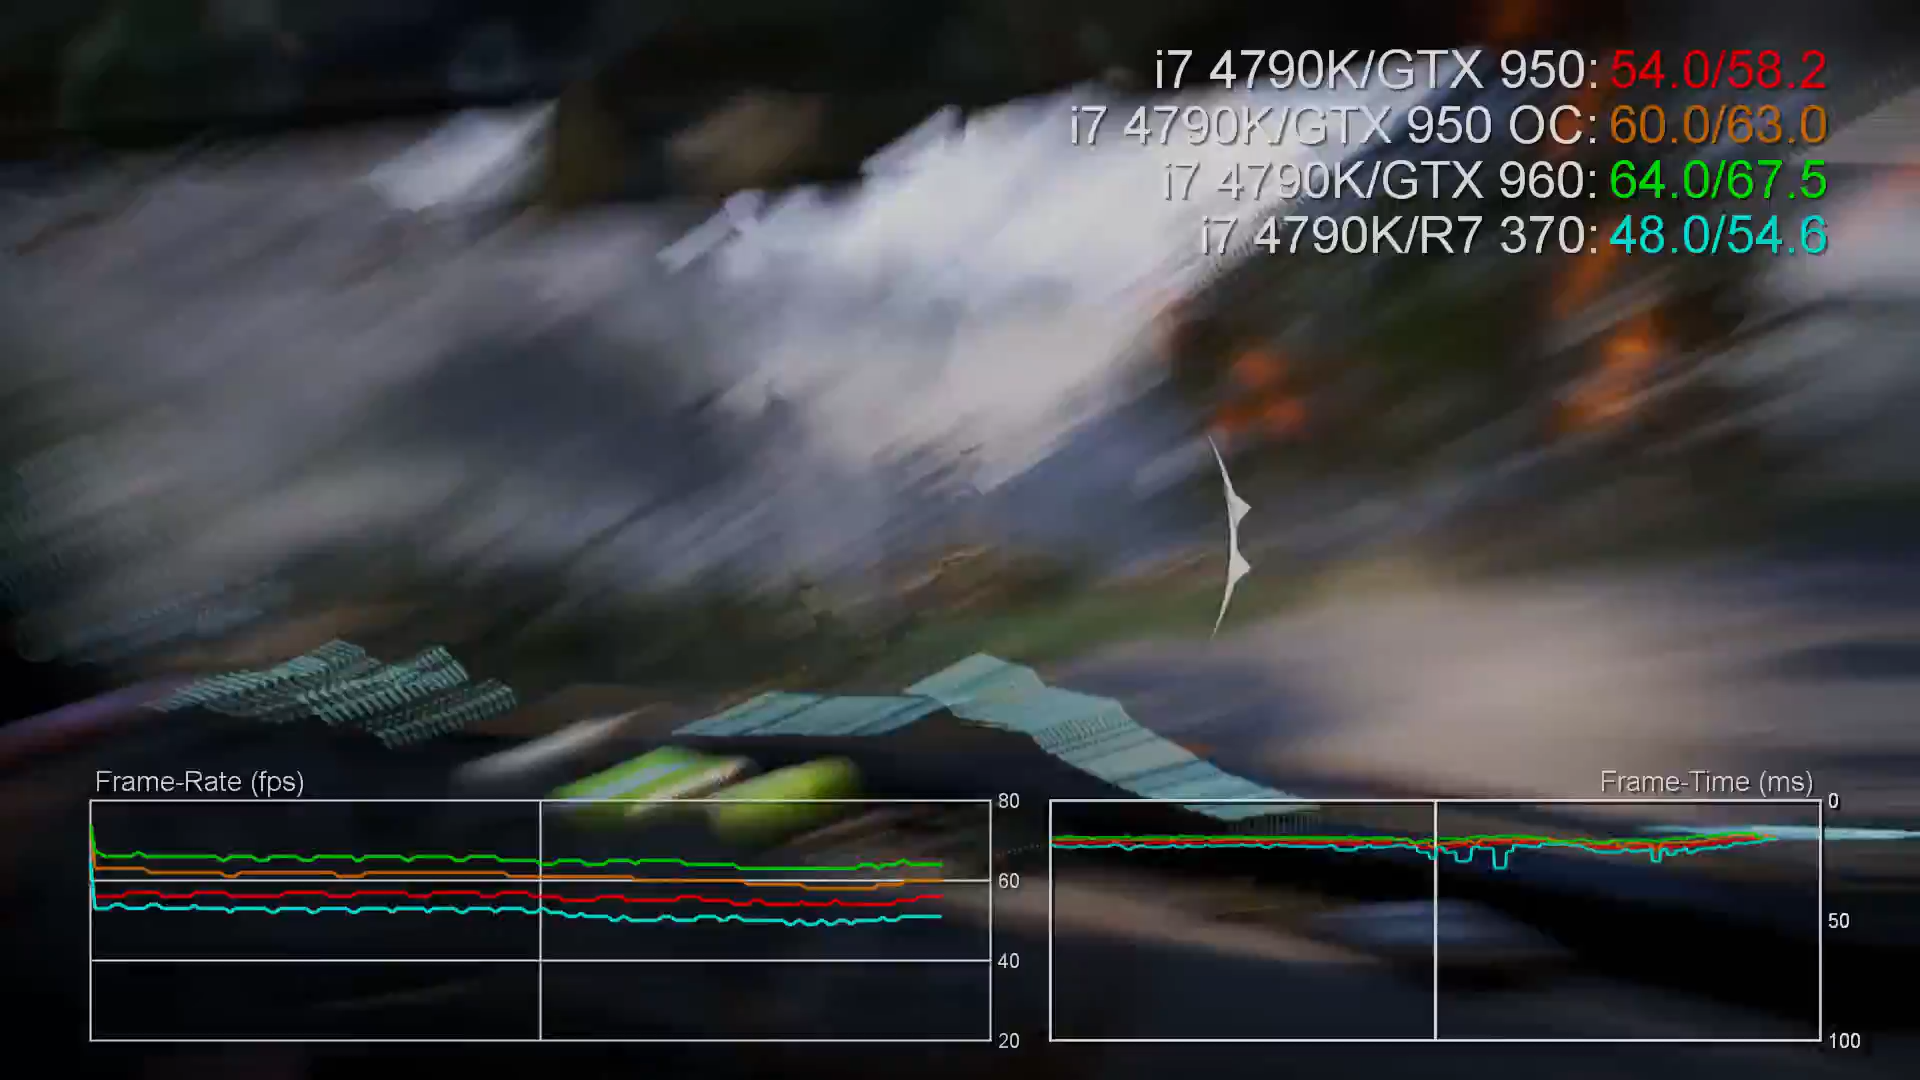 i7 4790K/GTX 950: 54.0/58.2
i7 4790K/GTX 950 OC: 60.0/63.0
i7 4790K/GTX 960: 64.0/67.5
i7 4790K/R7 370: 48.0/54.6
Frame-Rate (fps)
80
60
40
20
Frame-Time (ms)
0
50
100